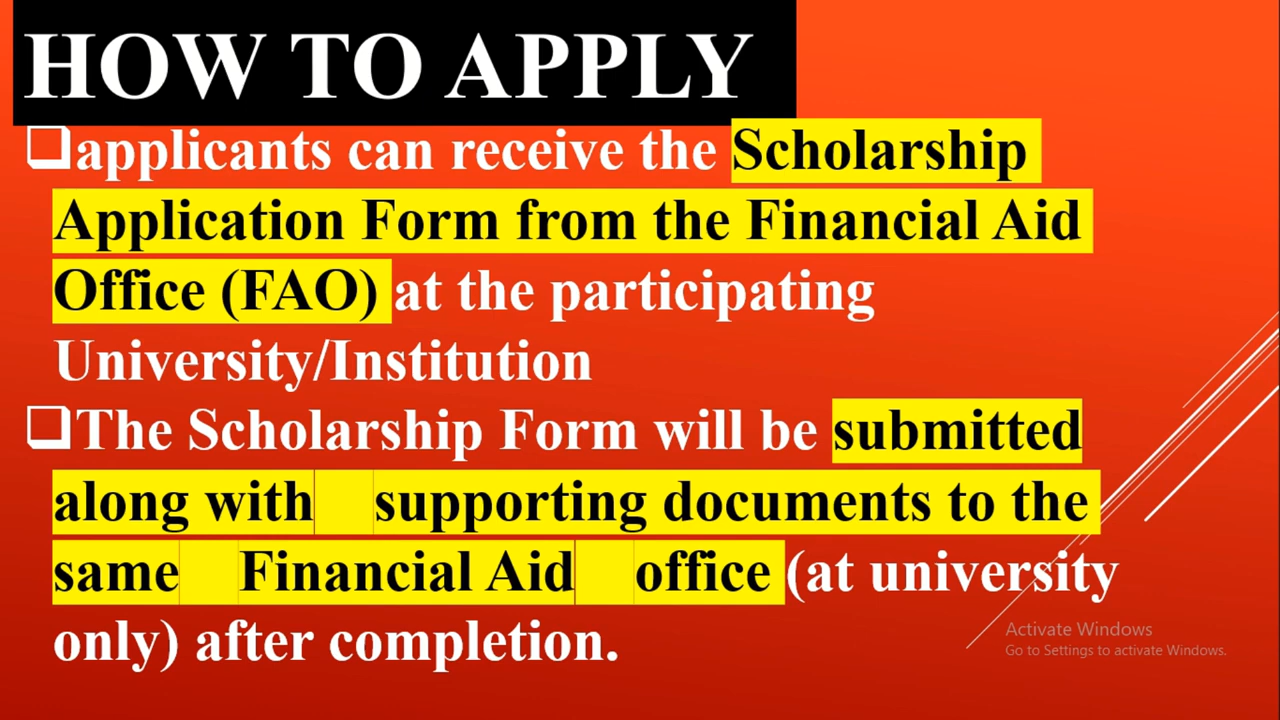 HOW TO APPLY
❑applicants can receive the Scholarship
Application Form from the Financial Aid
Office (FAO) at the participating
University/Institution
❑The Scholarship Form will be submitted
along with supporting documents to the
same Financial Aid office (at university
only) after completion.
Activate Windows
Go to Settings to activate Windows.